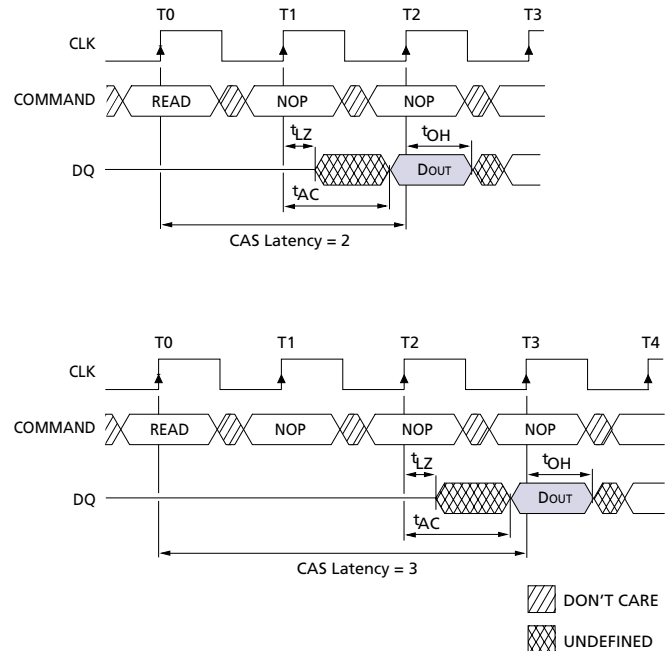 T0 T1 T2 T3
CLK
COMMAND READ NOP NOP
tLZ tOH
DQ DOUT
tAC
CAS Latency = 2
T0 T1 T2 T3 T4
CLK
COMMAND READ NOP NOP NOP
tLZ tOH
DQ DOUT
tAC
CAS Latency = 3
DON'T CARE
UNDEFINED